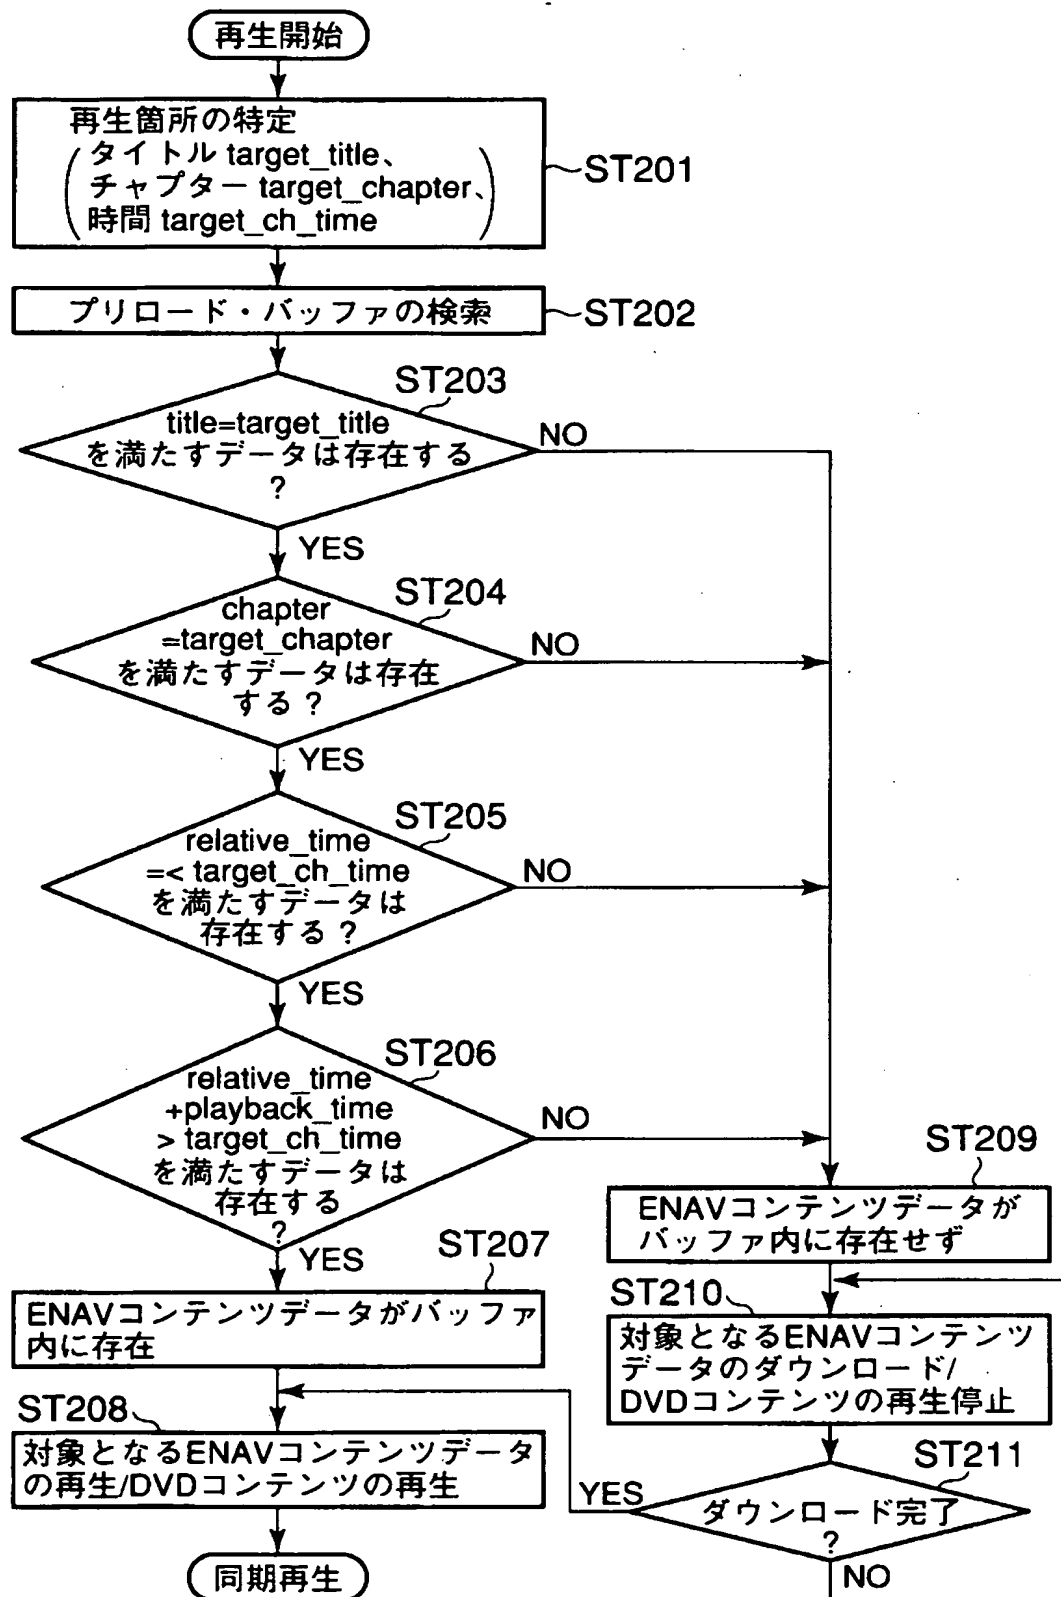 再生開始
再生箇所の特定
(タイトル target_title、
チャプター target_chapter、
時間 target_ch_time)
ST201
プリロード・バッファの検索
ST202
ST203
title=target_title
を満たすデータは存在する
?
NO
YES
ST204
chapter
=target_chapter
を満たすデータは存在
する?
NO
YES
ST205
relative_time
=< target_ch_time
を満たすデータは
存在する?
NO
YES
ST206
relative_time
+playback_time
> target_ch_time
を満たすデータは
存在する
?
NO
YES
ST207
ENAVコンテンツデータがバッファ
内に存在
ST208
対象となるENAVコンテンツデータ
の再生/DVDコンテンツの再生
同期再生
ST209
ENAVコンテンツデータが
バッファ内に存在せず
ST210
対象となるENAVコンテンツ
データのダウンロード/
DVDコンテンツの再生停止
ST211
ダウンロード完了
?
YES
NO